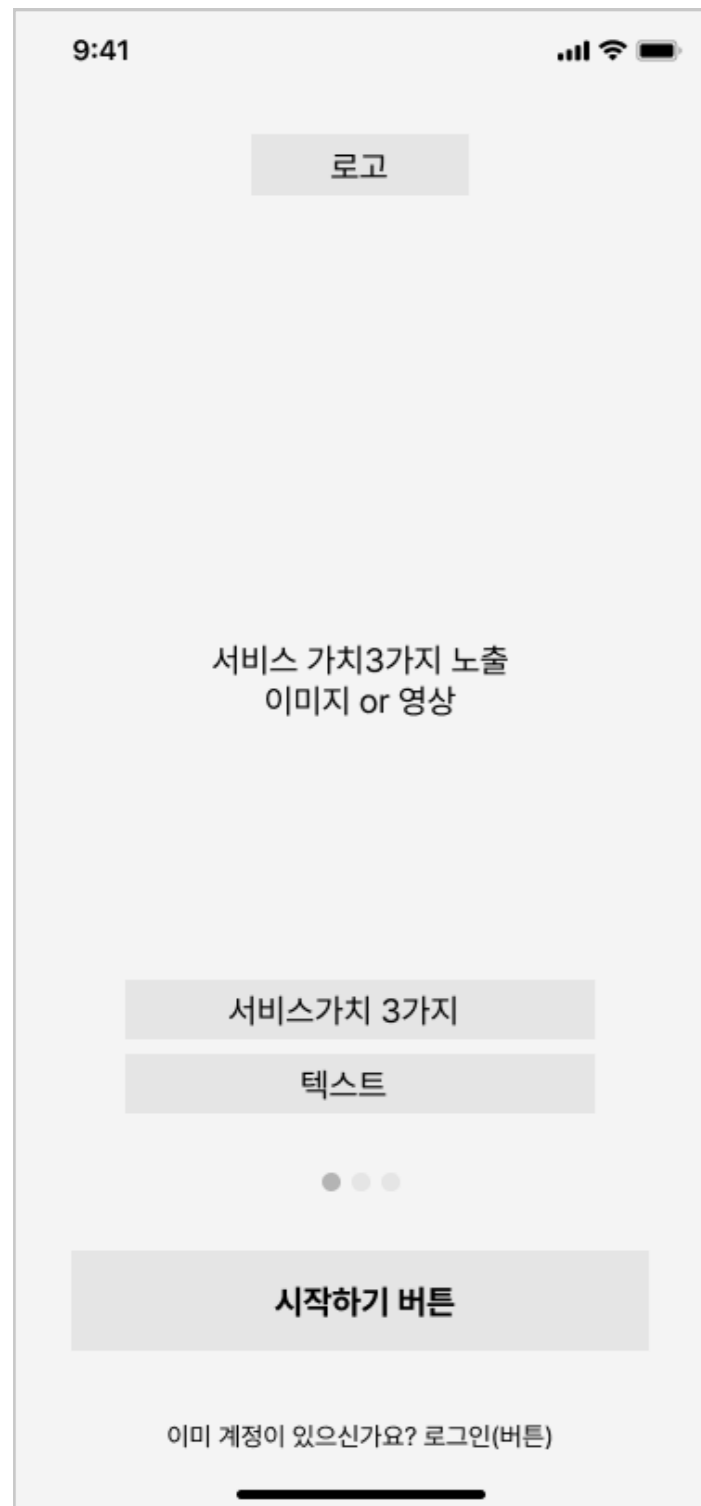 9:41
로고
서비스 가치3가지 노출
이미지 or 영상
서비스가치 3가지
텍스트
시작하기 버튼
이미 계정이 있으신가요? 로그인(버튼)